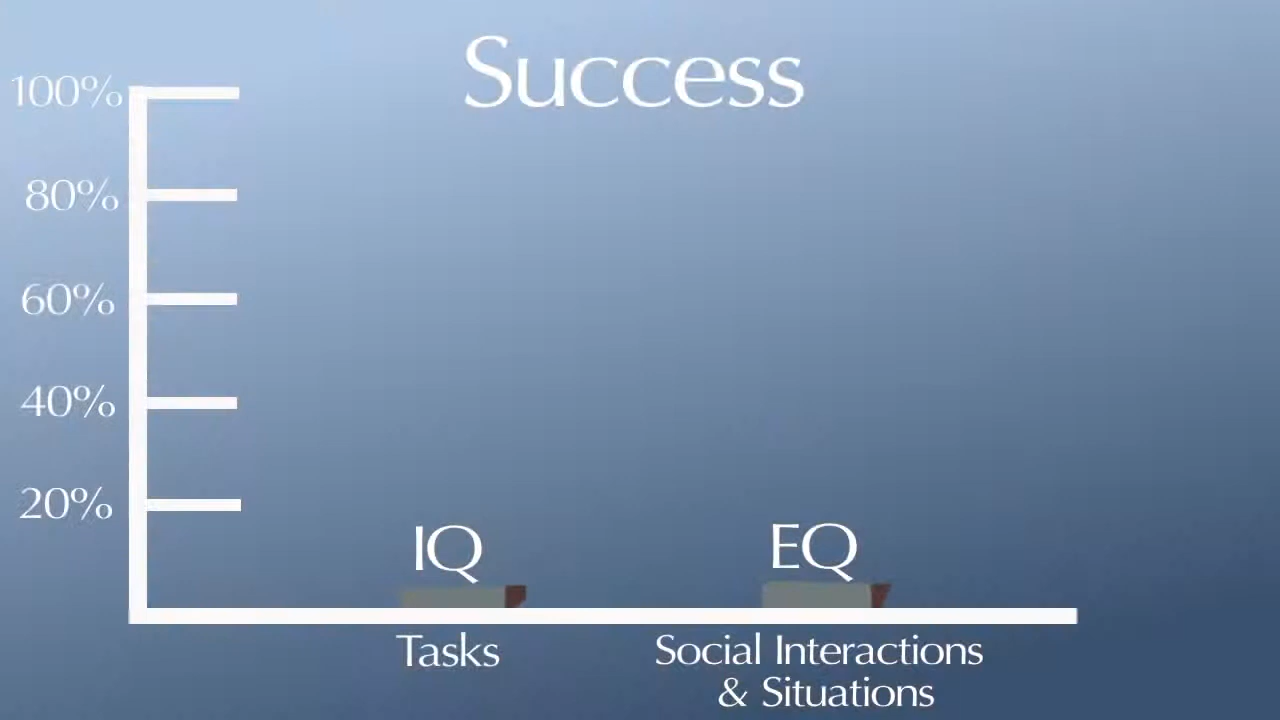 Success
100%
80%
60%
40%
20%
IQ
EQ
Tasks
Social Interactions
& Situations